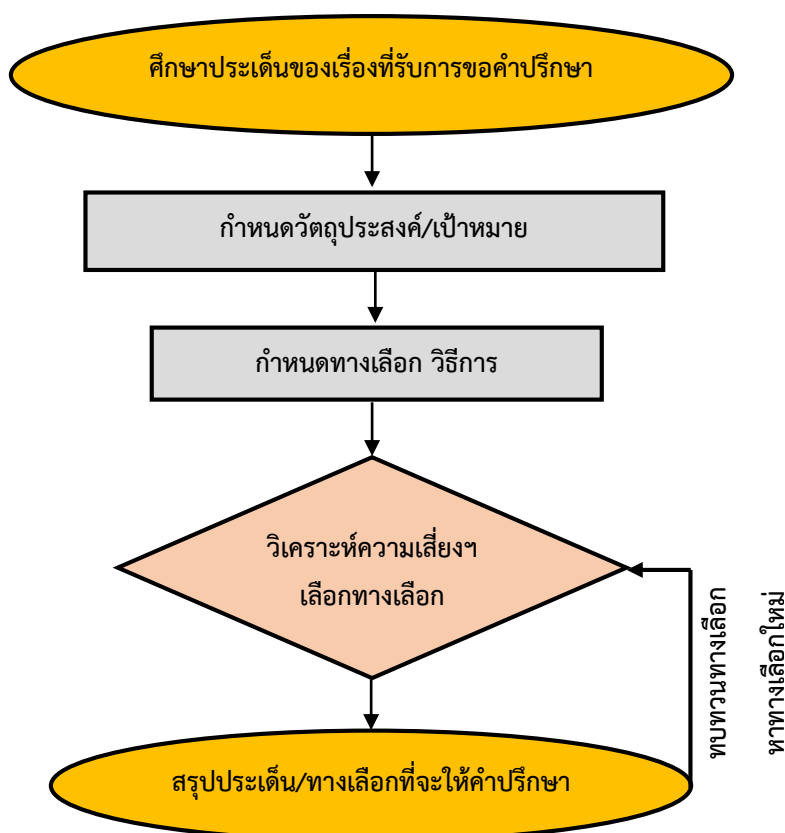 ศึกษาประเด็นของเรื่องที่รับการขอคำปรึกษา
กำหนดวัตถุประสงค์/เป้าหมาย
กำหนดทางเลือก วิธีการ
วิเคราะห์ความเสี่ยงฯ
เลือกทางเลือก
ทบทวนทางเลือก
หาทางเลือกใหม่
สรุปประเด็น/ทางเลือกที่จะให้คำปรึกษา